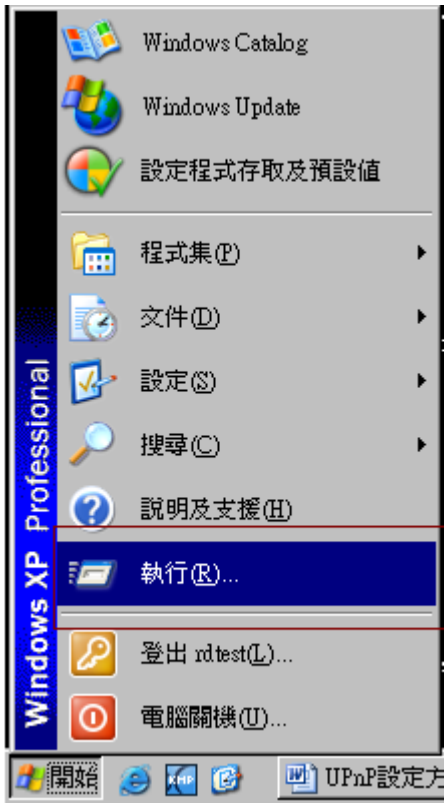 Windows Catalog
Windows Update
設定程式存取及預設值
程式集(P)
文件(D)
設定(S)
搜尋(C)
說明及支援(H)
執行(R)...
登出 rdtest(L)...
電腦關機(U)...
Windows XP Professional
開始
KMP
UPnP設定方